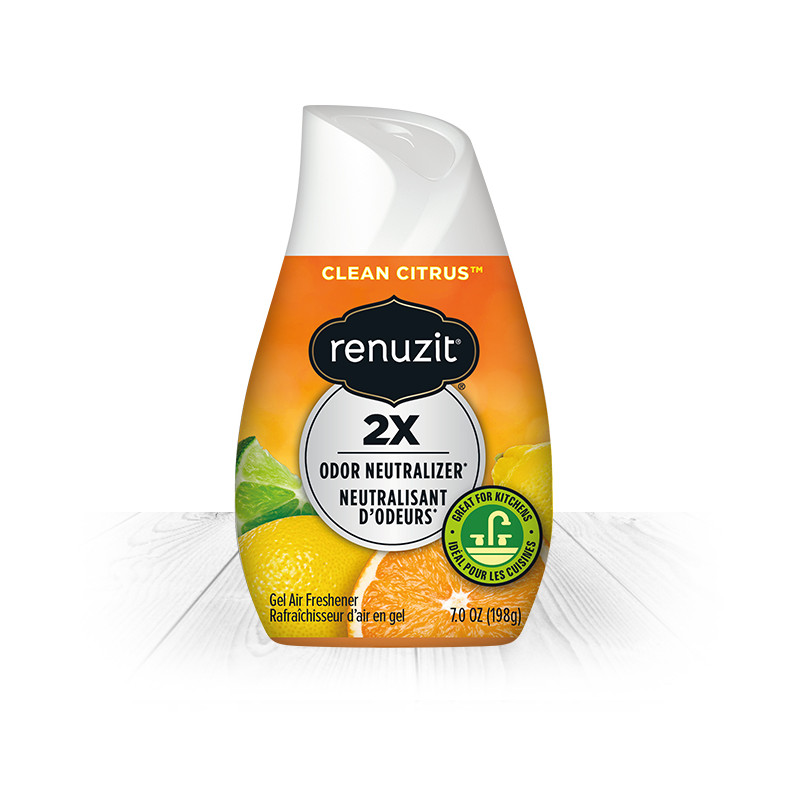 CLEAN CITRUS™
renuzit®
®
2X
ODOR NEUTRALIZER*
NEUTRALISANT
D'ODEURS*
GREAT FOR KITCHENS
IDÉAL POUR LES CUISINES
Gel Air Freshener
Rafraîchisseur d'air en gel
7.0 OZ (198g)